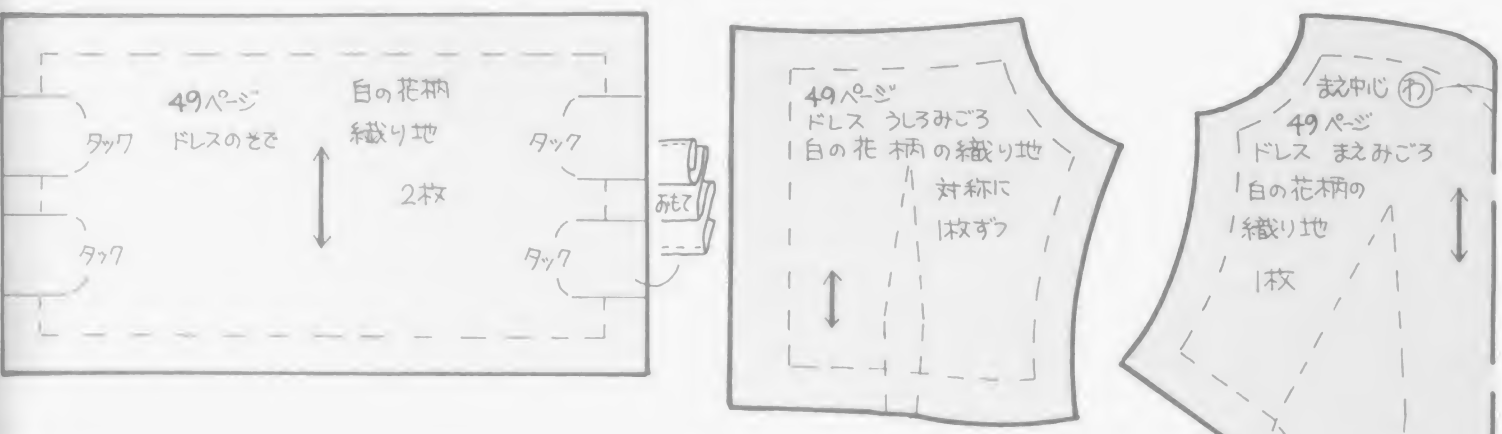 49ページ
ドレスのそで
白の花柄
織り地
2枚
タック
タック
タック
タック
おもて
49ページ
ドレス うしろみごろ
白の花柄の織り地
対称に
1枚ずつ
まえ中心 わ
49ページ
ドレス まえみごろ
白の花柄の
織り地
1枚